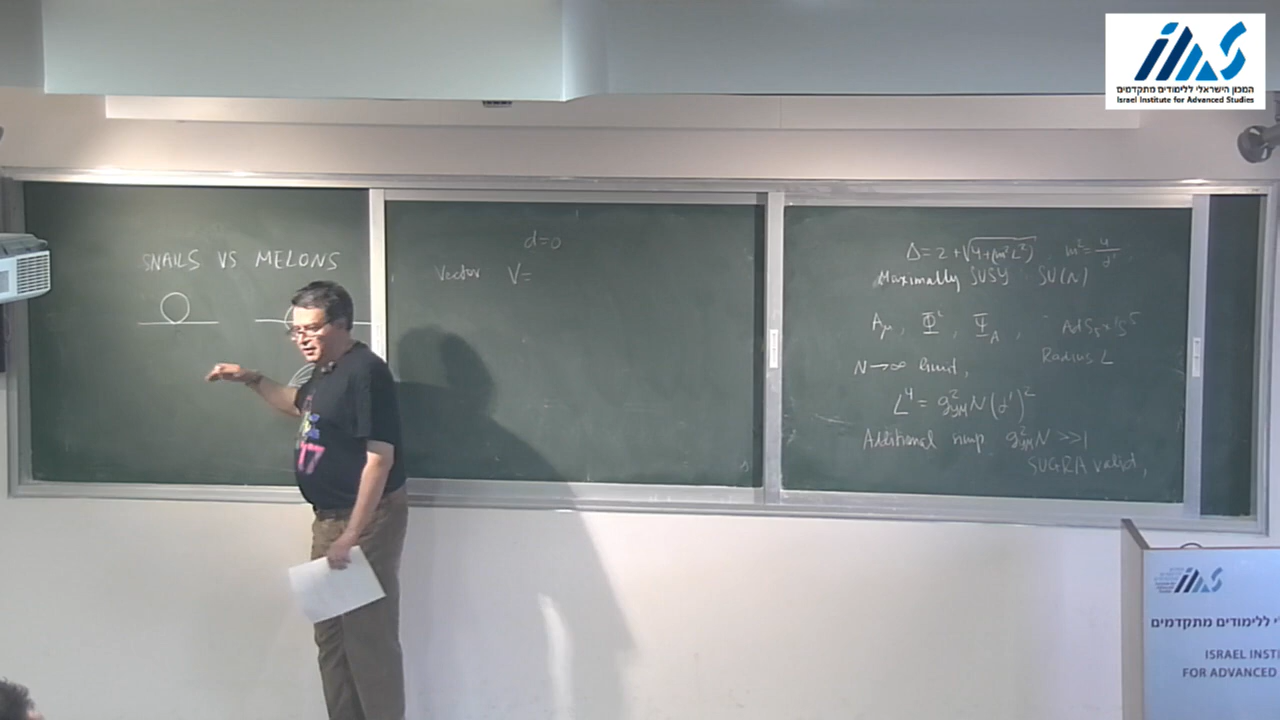 המכון הישראלי ללימודים מתקדמים
Israel Institute for Advanced Studies
SNAILS VS MELONS
d=0
Vector V=
Δ = 2 + √(4 + m²L²) m² = 4/α'
Maximally SUSY SU(N)
A_μ, Φ^i, Ψ_A, AdS₅ × S⁵
Radius L
N → ∞ limit,
L⁴ = g²_YM N (α')²
Additional simp. g²_YM N >> 1
SUGRA valid,
17
ללימודים מתקדמים
ISRAEL INSTI
FOR ADVANCED